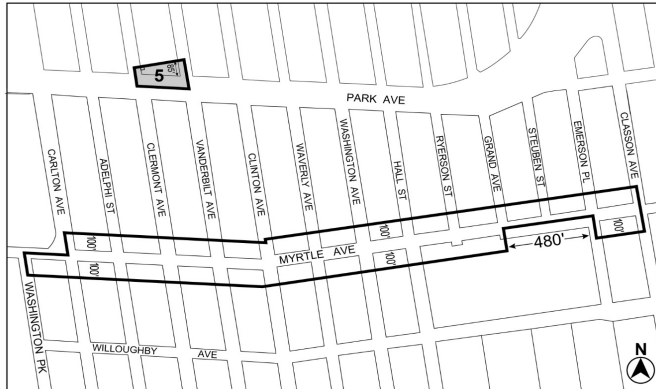 85'
5
PARK AVE
CARLTON AVE
ADELPHI ST
CLERMONT AVE
VANDERBILT AVE
CLINTON AVE
WAVERLY AVE
WASHINGTON AVE
HALL ST
RYERSON ST
GRAND AVE
STEUBEN ST
EMERSON PL
CLASSON AVE
100'
100'
100'
100'
MYRTLE AVE
480'
100'
WASHINGTON PK
WILLOUGHBY AVE
N